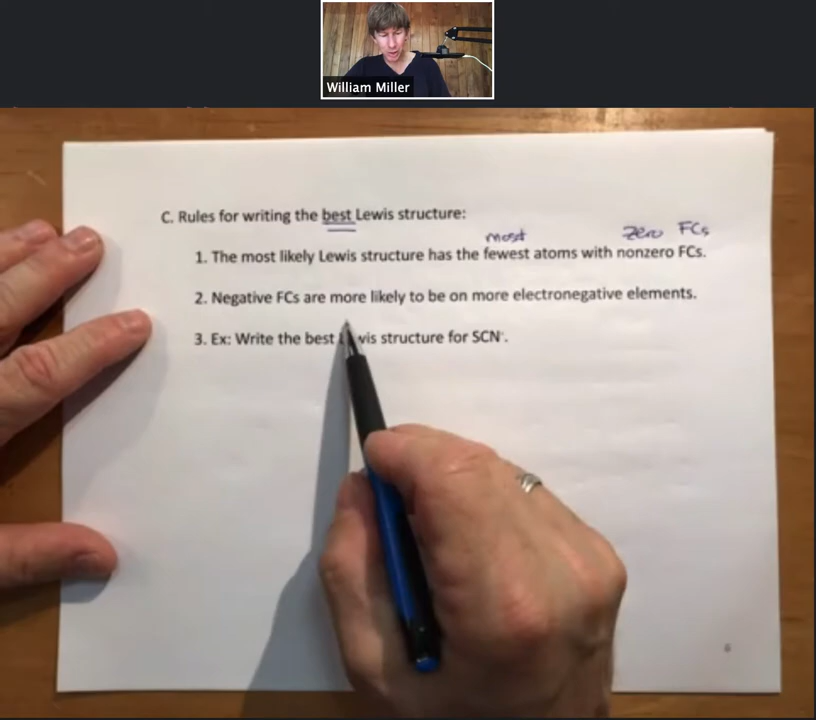 William Miller
C. Rules for writing the best Lewis structure:
most zero FCs
1. The most likely Lewis structure has the fewest atoms with nonzero FCs.
2. Negative FCs are more likely to be on more electronegative elements.
3. Ex: Write the best Lewis structure for SCN⁻.
6